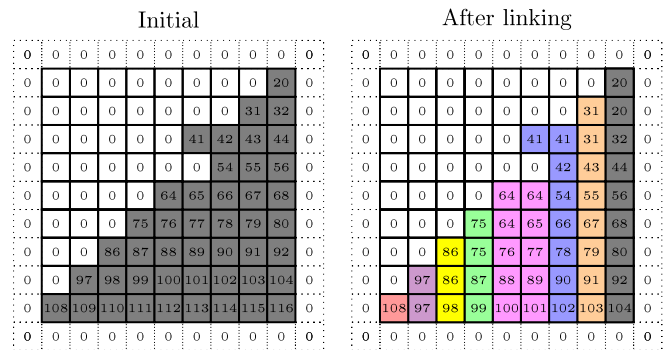 Initial
0 0 0 0 0 0 0 0 0 0 0
0 0 0 0 0 0 0 0 0 20 0
0 0 0 0 0 0 0 0 31 32 0
0 0 0 0 0 0 41 42 43 44 0
0 0 0 0 0 0 0 54 55 56 0
0 0 0 0 0 64 65 66 67 68 0
0 0 0 0 75 76 77 78 79 80 0
0 0 0 86 87 88 89 90 91 92 0
0 0 97 98 99 100 101 102 103 104 0
0 108 109 110 111 112 113 114 115 116 0
0 0 0 0 0 0 0 0 0 0 0
After linking
0 0 0 0 0 0 0 0 0 0 0
0 0 0 0 0 0 0 0 0 20 0
0 0 0 0 0 0 0 0 31 20 0
0 0 0 0 0 0 41 41 31 32 0
0 0 0 0 0 0 0 42 43 44 0
0 0 0 0 0 64 64 54 55 56 0
0 0 0 0 75 64 65 66 67 68 0
0 0 0 86 75 76 77 78 79 80 0
0 0 97 86 87 88 89 90 91 92 0
0 108 97 98 99 100 101 102 103 104 0
0 0 0 0 0 0 0 0 0 0 0